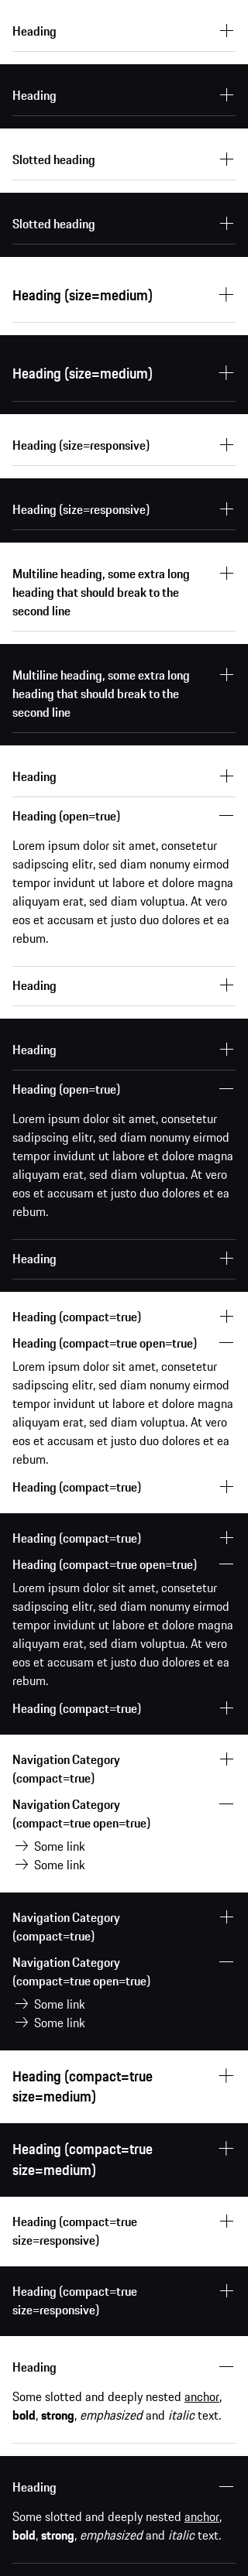 Heading
Heading
Slotted heading
Slotted heading
Heading (size=medium)
Heading (size=medium)
Heading (size=responsive)
Heading (size=responsive)
Multiline heading, some extra long
heading that should break to the
second line
Multiline heading, some extra long
heading that should break to the
second line
Heading
Heading (open=true)
Lorem ipsum dolor sit amet, consetetur
sadipscing elitr, sed diam nonumy eirmod
tempor invidunt ut labore et dolore magna
aliquyam erat, sed diam voluptua. At vero
eos et accusam et justo duo dolores et ea
rebum.
Heading
Heading
Heading (open=true)
Lorem ipsum dolor sit amet, consetetur
sadipscing elitr, sed diam nonumy eirmod
tempor invidunt ut labore et dolore magna
aliquyam erat, sed diam voluptua. At vero
eos et accusam et justo duo dolores et ea
rebum.
Heading
Heading (compact=true)
Heading (compact=true open=true)
Lorem ipsum dolor sit amet, consetetur
sadipscing elitr, sed diam nonumy eirmod
tempor invidunt ut labore et dolore magna
aliquyam erat, sed diam voluptua. At vero
eos et accusam et justo duo dolores et ea
rebum.
Heading (compact=true)
Heading (compact=true)
Heading (compact=true open=true)
Lorem ipsum dolor sit amet, consetetur
sadipscing elitr, sed diam nonumy eirmod
tempor invidunt ut labore et dolore magna
aliquyam erat, sed diam voluptua. At vero
eos et accusam et justo duo dolores et ea
rebum.
Heading (compact=true)
Navigation Category
(compact=true)
Navigation Category
(compact=true open=true)
Some link
Some link
Navigation Category
(compact=true)
Navigation Category
(compact=true open=true)
Some link
Some link
Heading (compact=true
size=medium)
Heading (compact=true
size=medium)
Heading (compact=true
size=responsive)
Heading (compact=true
size=responsive)
Heading
Some slotted and deeply nested anchor,
bold, strong, emphasized and italic text.
Heading
Some slotted and deeply nested anchor,
bold, strong, emphasized and italic text.